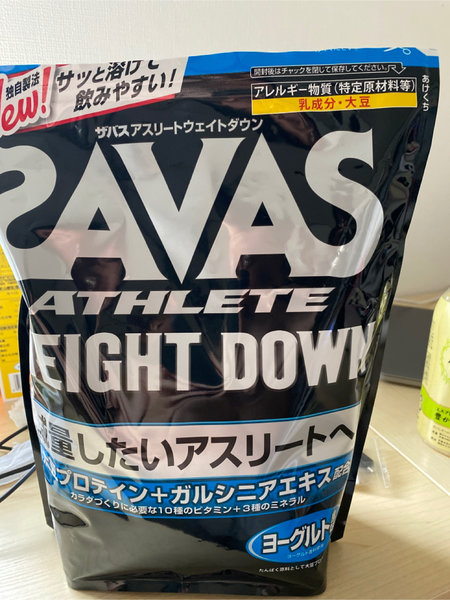 独自製法
サッと溶けて
飲みやすい!
開封後はチャックを閉じて保存してください。
あけくち
アレルギー物質(特定原材料等)
乳成分・大豆
ザバスアスリートウェイトダウン
SAVAS
ATHLETE
EIGHT DOWN
量したいアスリートへ
プロテイン+ガルシニアエキス配合
カラダづくりに必要な10種のビタミン+3種のミネラル
ヨーグルト